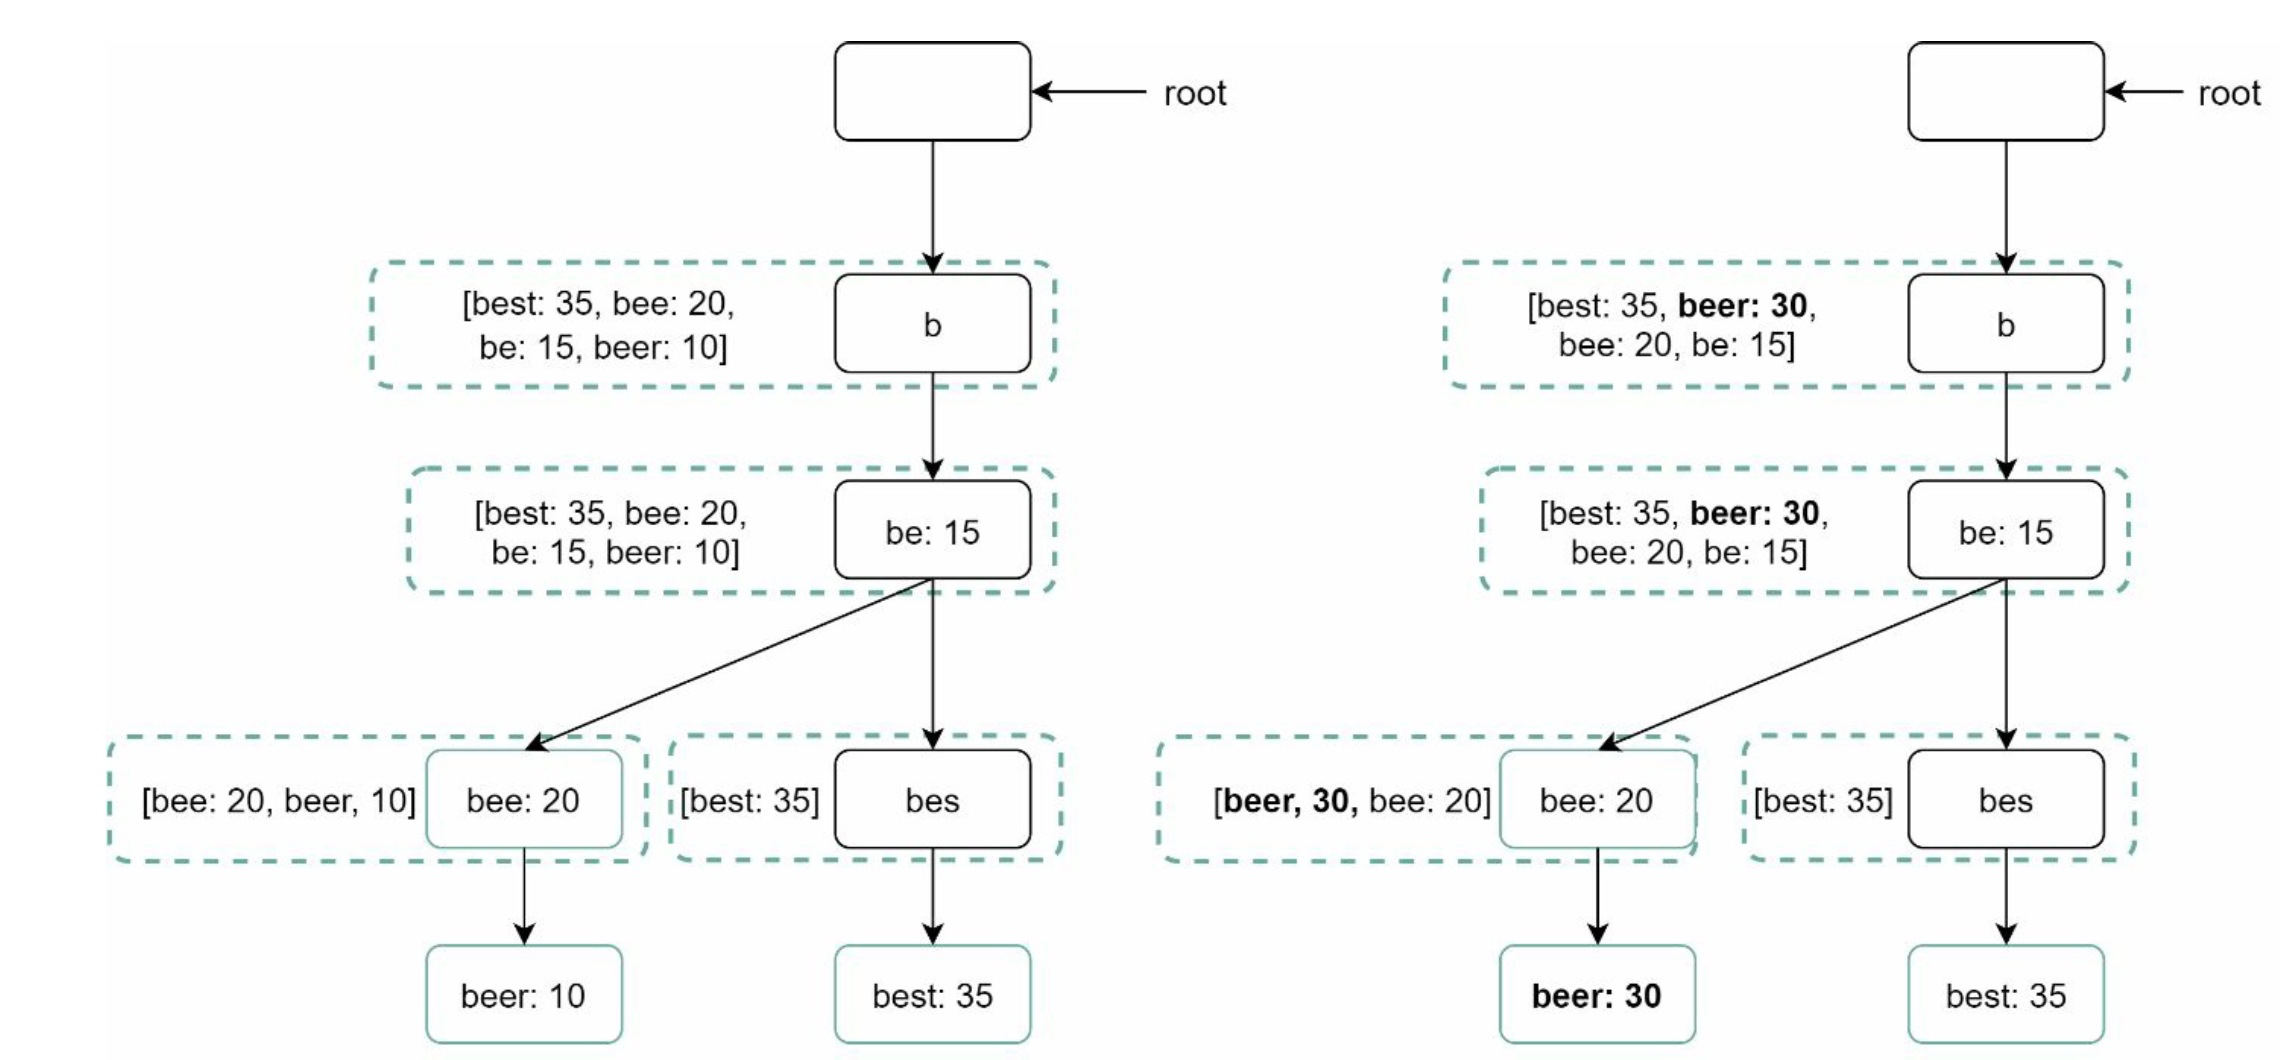 root
[best: 35, bee: 20,
be: 15, beer: 10]
b
[best: 35, bee: 20,
be: 15, beer: 10]
be: 15
[bee: 20, beer, 10]
bee: 20
[best: 35]
bes
beer: 10
best: 35
root
[best: 35, beer: 30,
bee: 20, be: 15]
b
[best: 35, beer: 30,
bee: 20, be: 15]
be: 15
[beer, 30, bee: 20]
bee: 20
[best: 35]
bes
beer: 30
best: 35